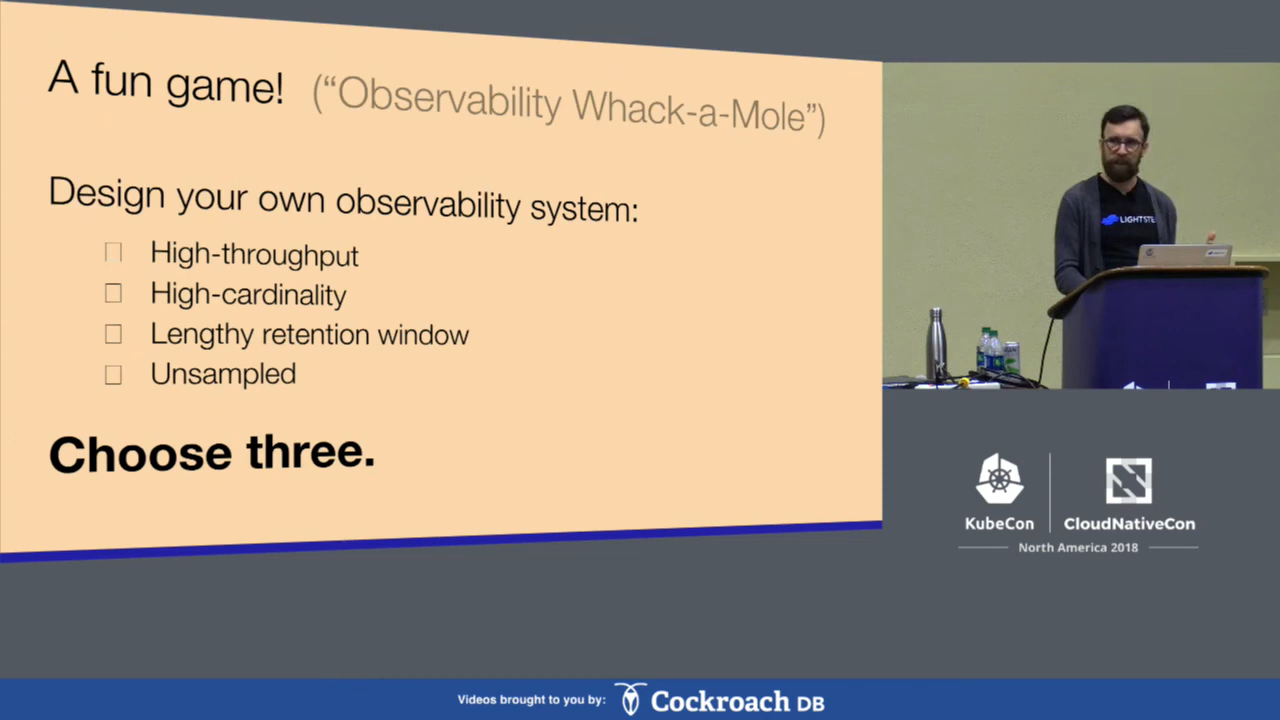 A fun game! (“Observability Whack-a-Mole”)
Design your own observability system:
High-throughput
High-cardinality
Lengthy retention window
Unsampled
Choose three.
LIGHTSTE
KubeCon
CloudNativeCon
North America 2018
Videos brought to you by: Cockroach DB